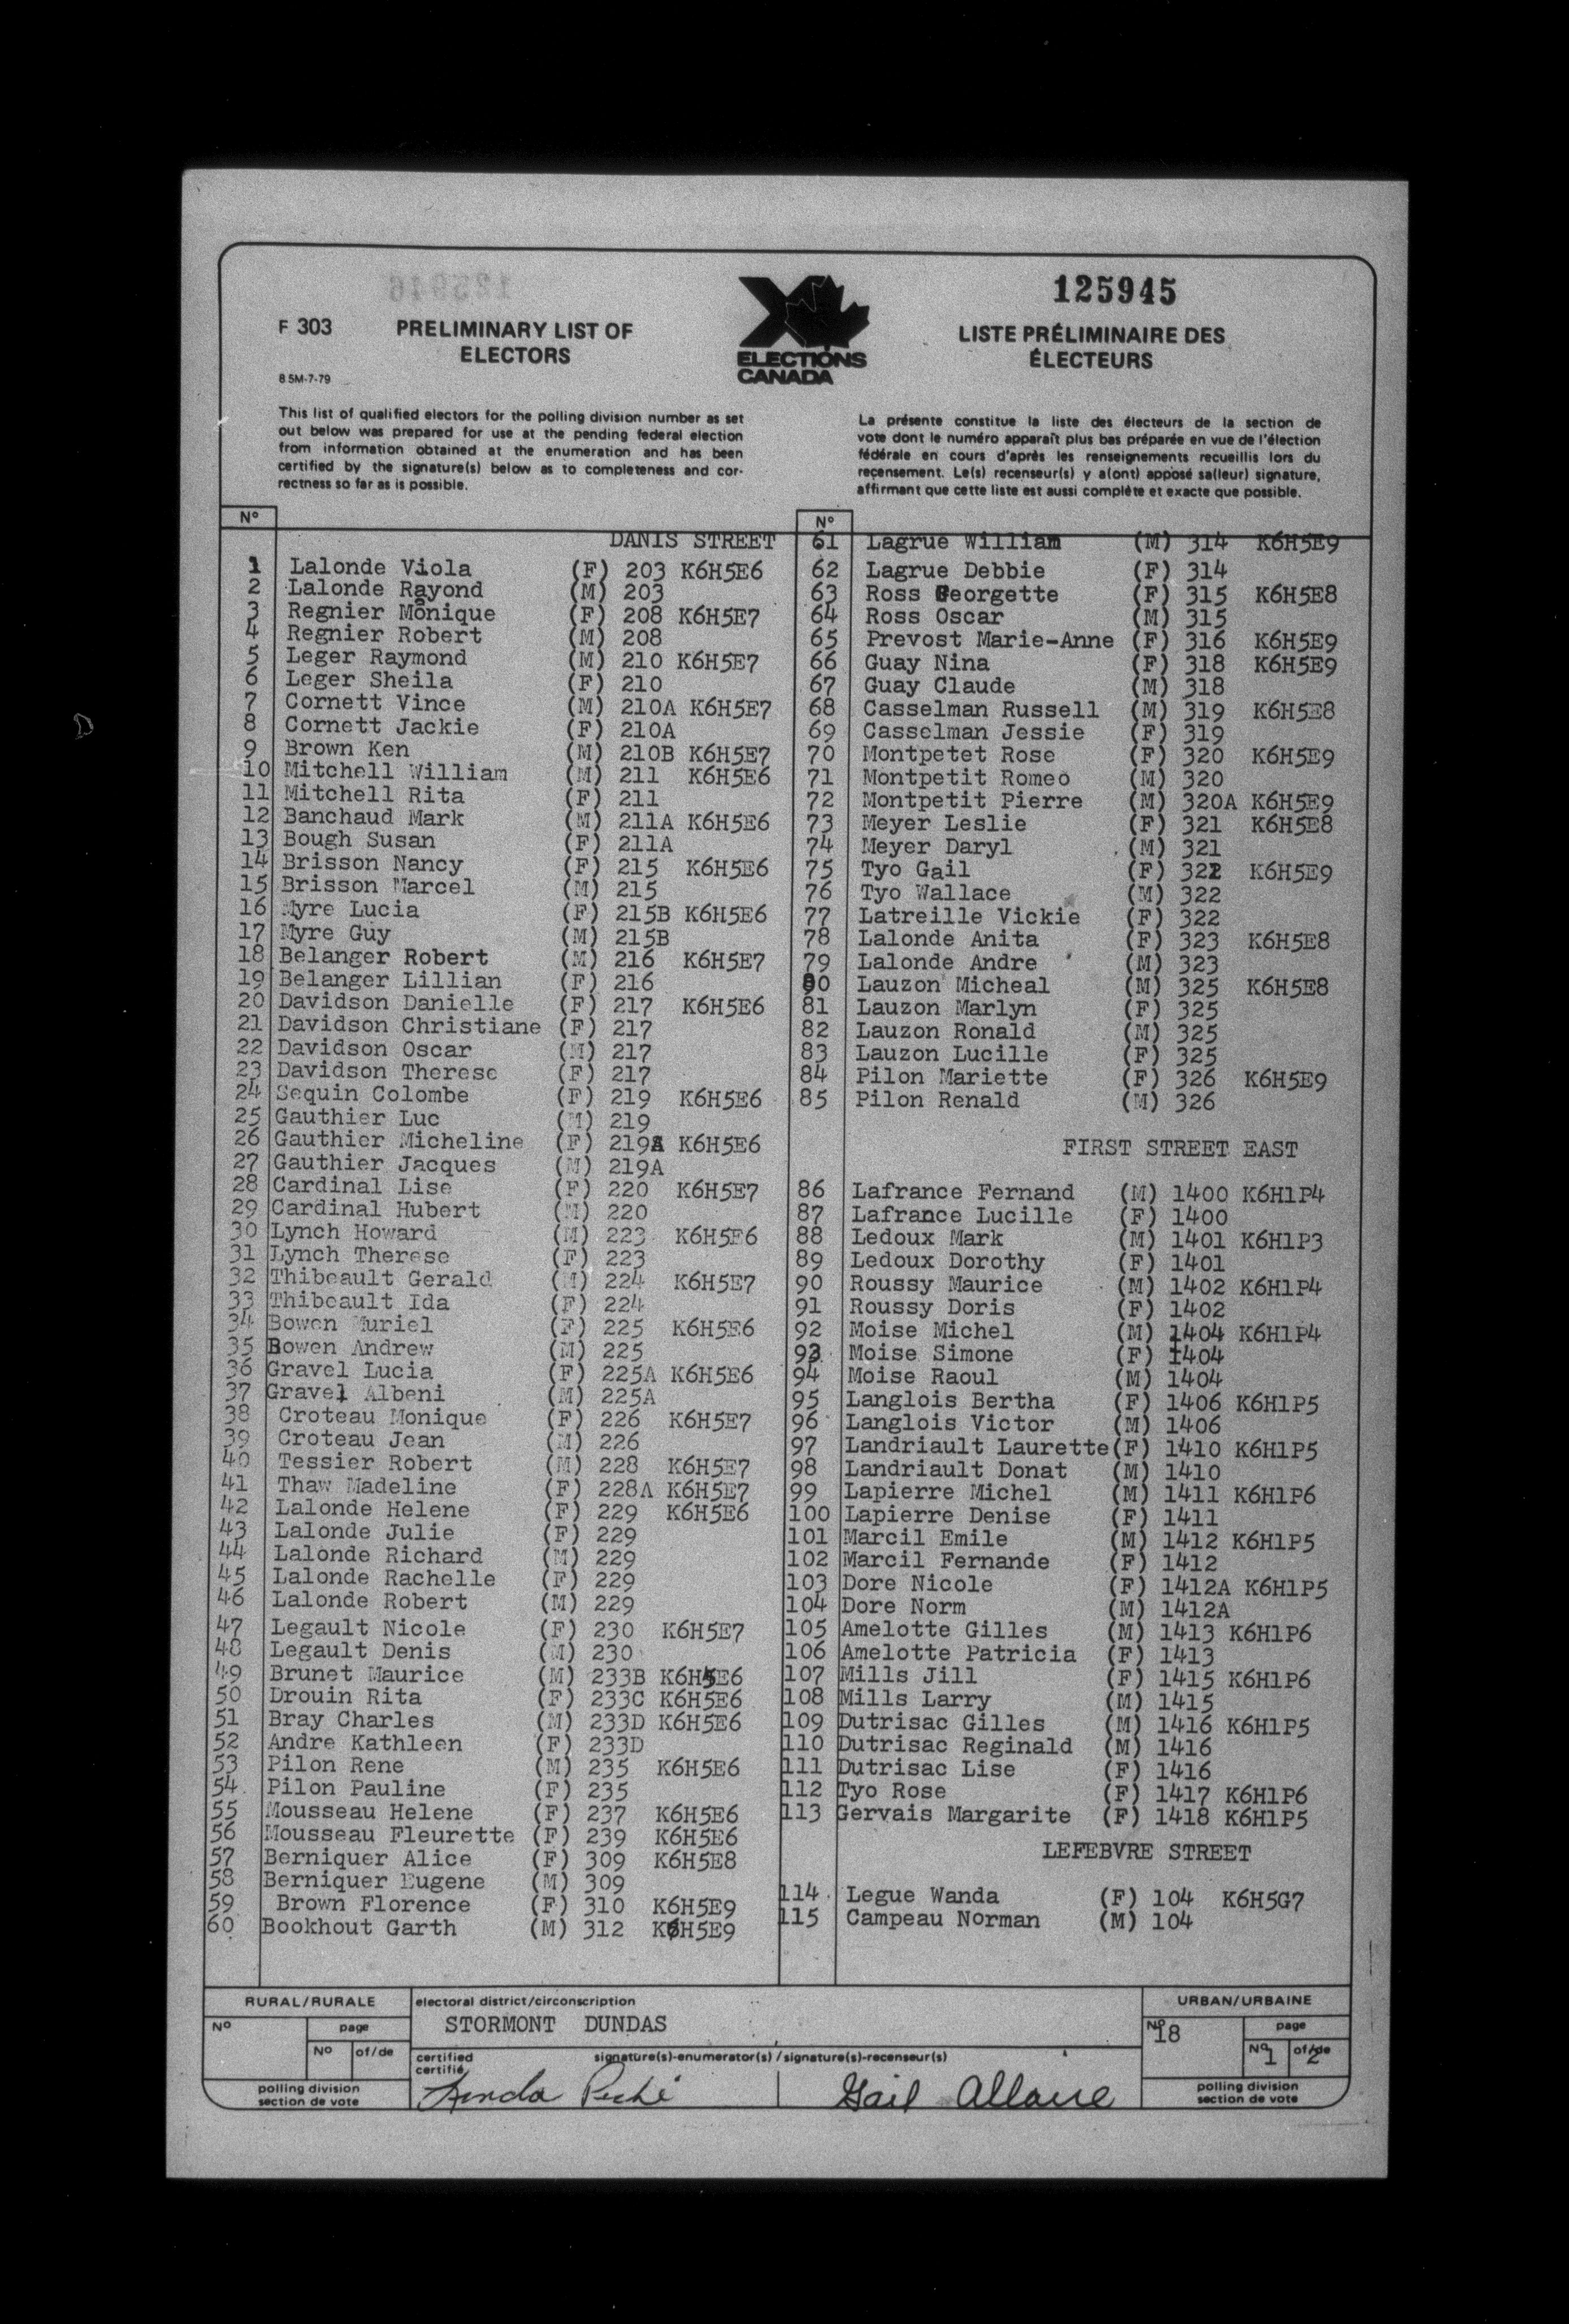 125945
F 303
PRELIMINARY LIST OF
ELECTORS
8 5M-7-79
ELECTIONS
CANADA
LISTE PRÉLIMINAIRE DES
ÉLECTEURS
This list of qualified electors for the polling division number as set
out below was prepared for use at the pending federal election
from information obtained at the enumeration and has been
certified by the signature(s) below as to completeness and cor-
rectness so far as is possible.
La présente constitue la liste des électeurs de la section de
vote dont le numéro apparaît plus bas préparée en vue de l'élection
fédérale en cours d'après les renseignements recueillis lors du
recensement. Le(s) recenseur(s) y a(ont) apposé sa(leur) signature,
affirmant que cette liste est aussi complète et exacte que possible.
Nº
DANIS STREET
1 Lalonde Viola (F) 203 K6H5E6
2 Lalonde Rayond (M) 203
3 Regnier Monique (F) 208 K6H5E7
4 Regnier Robert (M) 208
5 Leger Raymond (M) 210 K6H5E7
6 Leger Sheila (F) 210
7 Cornett Vince (M) 210A K6H5E7
8 Cornett Jackie (F) 210A
9 Brown Ken (M) 210B K6H5E7
10 Mitchell William (M) 211 K6H5E6
11 Mitchell Rita (F) 211
12 Banchaud Mark (M) 211A K6H5E6
13 Bough Susan (F) 211A
14 Brisson Nancy (F) 215 K6H5E6
15 Brisson Marcel (M) 215
16 Myre Lucia (F) 215B K6H5E6
17 Myre Guy (M) 215B
18 Belanger Robert (M) 216 K6H5E7
19 Belanger Lillian (F) 216
20 Davidson Danielle (F) 217 K6H5E6
21 Davidson Christiane (F) 217
22 Davidson Oscar (M) 217
23 Davidson Therese (F) 217
24 Sequin Colombe (F) 219 K6H5E6
25 Gauthier Luc (M) 219
26 Gauthier Micheline (F) 219A K6H5E6
27 Gauthier Jacques (M) 219A
28 Cardinal Lise (F) 220 K6H5E7
29 Cardinal Hubert (M) 220
30 Lynch Howard (M) 223 K6H5E6
31 Lynch Therese (F) 223
32 Thibeault Gerald (M) 224 K6H5E7
33 Thibeault Ida (F) 224
34 Bowen Muriel (F) 225 K6H5E6
35 Bowen Andrew (M) 225
36 Gravel Lucia (F) 225A K6H5E6
37 Gravel Albeni (M) 225A
38 Croteau Monique (F) 226 K6H5E7
39 Croteau Jean (M) 226
40 Tessier Robert (M) 228 K6H5E7
41 Thaw Madeline (F) 228A K6H5E7
42 Lalonde Helene (F) 229 K6H5E6
43 Lalonde Julie (F) 229
44 Lalonde Richard (M) 229
45 Lalonde Rachelle (F) 229
46 Lalonde Robert (M) 229
47 Legault Nicole (F) 230 K6H5E7
48 Legault Denis (M) 230
49 Brunet Maurice (M) 233B K6H5E6
50 Drouin Rita (F) 233C K6H5E6
51 Bray Charles (M) 233D K6H5E6
52 Andre Kathleen (F) 233D
53 Pilon Rene (M) 235 K6H5E6
54 Pilon Pauline (F) 235
55 Mousseau Helene (F) 237 K6H5E6
56 Mousseau Fleurette (F) 239 K6H5E6
57 Berniquer Alice (F) 309 K6H5E8
58 Berniquer Eugene (M) 309
59 Brown Florence (F) 310 K6H5E9
60 Bookhout Garth (M) 312 K6H5E9
Nº
61 Lagrue William (M) 314 K6H5E9
62 Lagrue Debbie (F) 314
63 Ross Georgette (F) 315 K6H5E8
64 Ross Oscar (M) 315
65 Prevost Marie-Anne (F) 316 K6H5E9
66 Guay Nina (F) 318 K6H5E9
67 Guay Claude (M) 318
68 Casselman Russell (M) 319 K6H5E8
69 Casselman Jessie (F) 319
70 Montpetet Rose (F) 320 K6H5E9
71 Montpetit Romeo (M) 320
72 Montpetit Pierre (M) 320A K6H5E9
73 Meyer Leslie (F) 321 K6H5E8
74 Meyer Daryl (M) 321
75 Tyo Gail (F) 322 K6H5E9
76 Tyo Wallace (M) 322
77 Latreille Vickie (F) 322
78 Lalonde Anita (F) 323 K6H5E8
79 Lalonde Andre (M) 323
80 Lauzon Micheal (M) 325 K6H5E8
81 Lauzon Marlyn (F) 325
82 Lauzon Ronald (M) 325
83 Lauzon Lucille (F) 325
84 Pilon Mariette (F) 326 K6H5E9
85 Pilon Renald (M) 326
FIRST STREET EAST
86 Lafrance Fernand (M) 1400 K6H1P4
87 Lafrance Lucille (F) 1400
88 Ledoux Mark (M) 1401 K6H1P3
89 Ledoux Dorothy (F) 1401
90 Roussy Maurice (M) 1402 K6H1P4
91 Roussy Doris (F) 1402
92 Moise Michel (M) 1404 K6H1P4
93 Moise Simone (F) 1404
94 Moise Raoul (M) 1404
95 Langlois Bertha (F) 1406 K6H1P5
96 Langlois Victor (M) 1406
97 Landriault Laurette (F) 1410 K6H1P5
98 Landriault Donat (M) 1410
99 Lapierre Michel (M) 1411 K6H1P6
100 Lapierre Denise (F) 1411
101 Marcil Emile (M) 1412 K6H1P5
102 Marcil Fernande (F) 1412
103 Dore Nicole (F) 1412A K6H1P5
104 Dore Norm (M) 1412A
105 Amelotte Gilles (M) 1413 K6H1P6
106 Amelotte Patricia (F) 1413
107 Mills Jill (F) 1415 K6H1P6
108 Mills Larry (M) 1415
109 Dutrisac Gilles (M) 1416 K6H1P5
110 Dutrisac Reginald (M) 1416
111 Dutrisac Lise (F) 1416
112 Tyo Rose (F) 1417 K6H1P6
113 Gervais Margarite (F) 1418 K6H1P5
LEFEBVRE STREET
114 Legue Wanda (F) 104 K6H5G7
115 Campeau Norman (M) 104
RURAL/RURALE
Nº
page
Nº of/de
polling division
section de vote
electoral district/circonscription
STORMONT DUNDAS
certified
certifié
signature(s)-enumerator(s) / signature(s)-recenseur(s)
Linda Piché
Gail Allaire
URBAN/URBAINE
Nº 18
page
Nº 1 of/de 2
polling division
section de vote